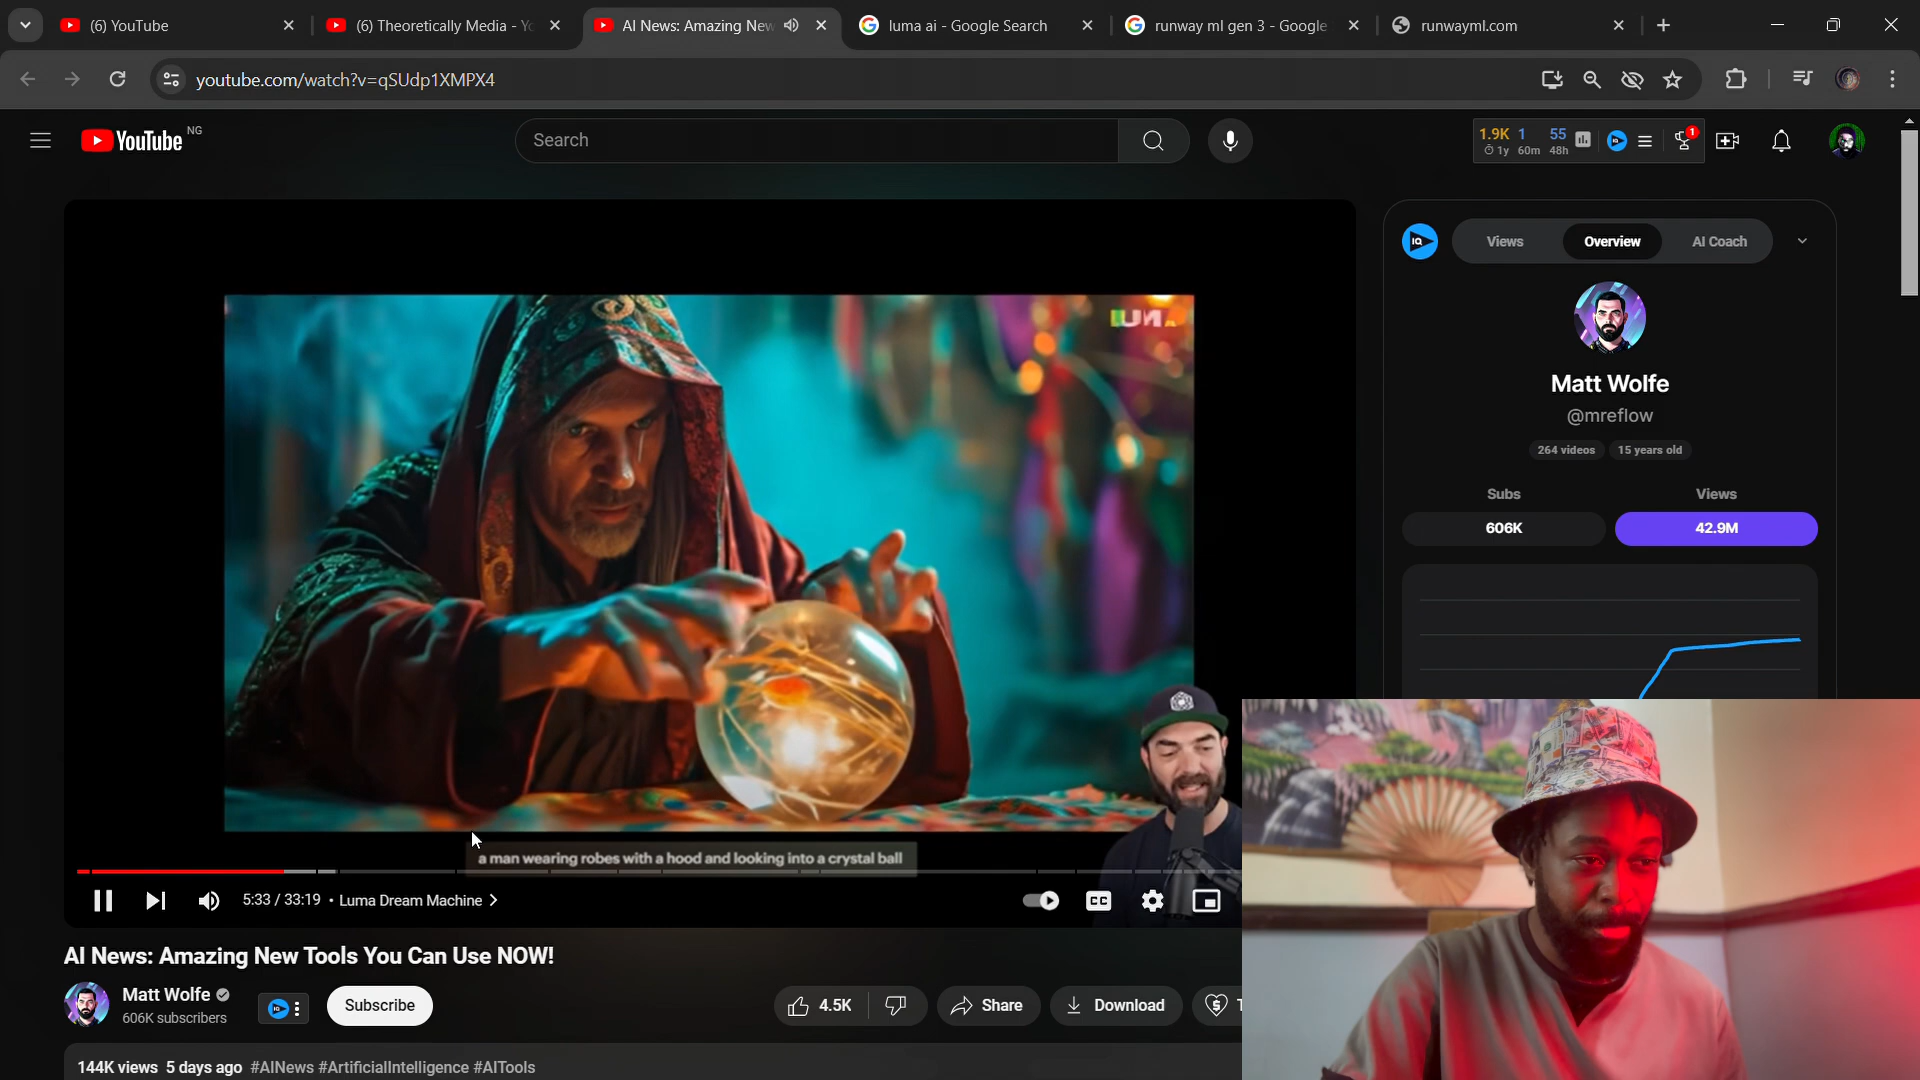 (6) YouTube
(6) Theoretically Media - Yo
AI News: Amazing New
luma ai - Google Search
runway ml gen 3 - Google
runwayml.com
youtube.com/watch?v=qSUdp1XMPX4
YouTube NG
Search
1.9K 1 55
1y 60m 48h
1
IQ
Views
Overview
AI Coach
LUMA
Matt Wolfe
@mreflow
264 videos
15 years old
Subs
Views
606K
42.9M
a man wearing robes with a hood and looking into a crystal ball
5:33 / 33:19 • Luma Dream Machine
CC
AI News: Amazing New Tools You Can Use NOW!
Matt Wolfe
606K subscribers
Subscribe
4.5K
Share
Download
T
144K views 5 days ago #AINews #ArtificialIntelligence #AITools